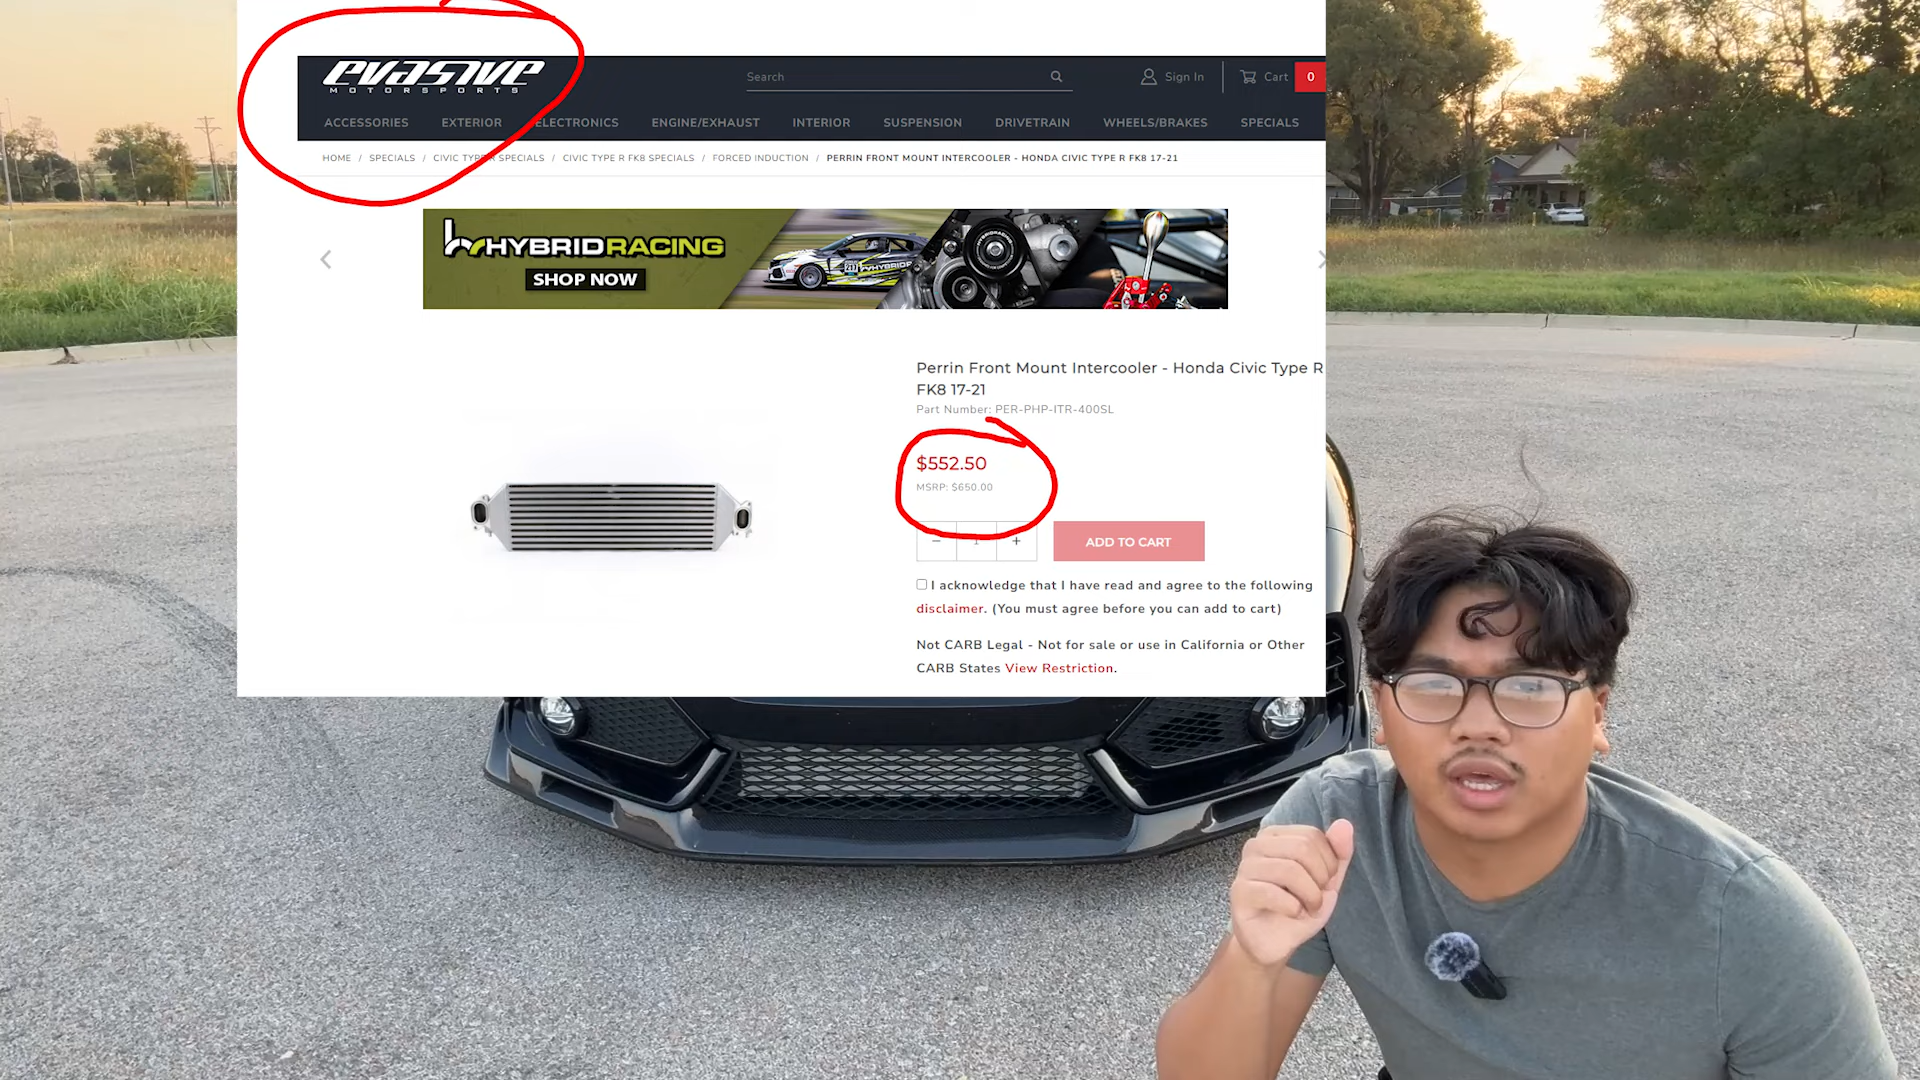 evasive
MOTORSPORTS
Search
Sign In
Cart
0
ACCESSORIES
EXTERIOR
ELECTRONICS
ENGINE/EXHAUST
INTERIOR
SUSPENSION
DRIVETRAIN
WHEELS/BRAKES
SPECIALS
HOME / SPECIALS / CIVIC TYPE R SPECIALS / CIVIC TYPE R FK8 SPECIALS / FORCED INDUCTION / PERRIN FRONT MOUNT INTERCOOLER - HONDA CIVIC TYPE R FK8 17-21
HYBRIDRACING
SHOP NOW
Perrin Front Mount Intercooler - Honda Civic Type R
FK8 17-21
Part Number: PER-PHP-ITR-400SL
$552.50
MSRP: $650.00
− 1 +
ADD TO CART
I acknowledge that I have read and agree to the following
disclaimer. (You must agree before you can add to cart)
Not CARB Legal - Not for sale or use in California or Other
CARB States View Restriction.